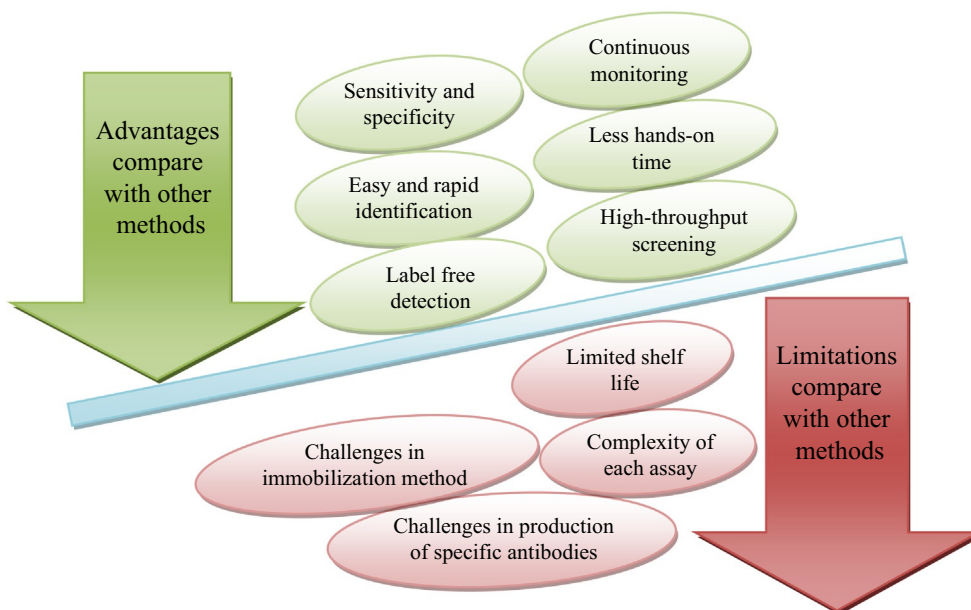 Advantages
compare
with other
methods
Sensitivity and
specificity
Continuous
monitoring
Easy and rapid
identification
Less hands-on
time
Label free
detection
High-throughput
screening
Limited shelf
life
Challenges in
immobilization method
Complexity of
each assay
Challenges in production
of specific antibodies
Limitations
compare
with other
methods